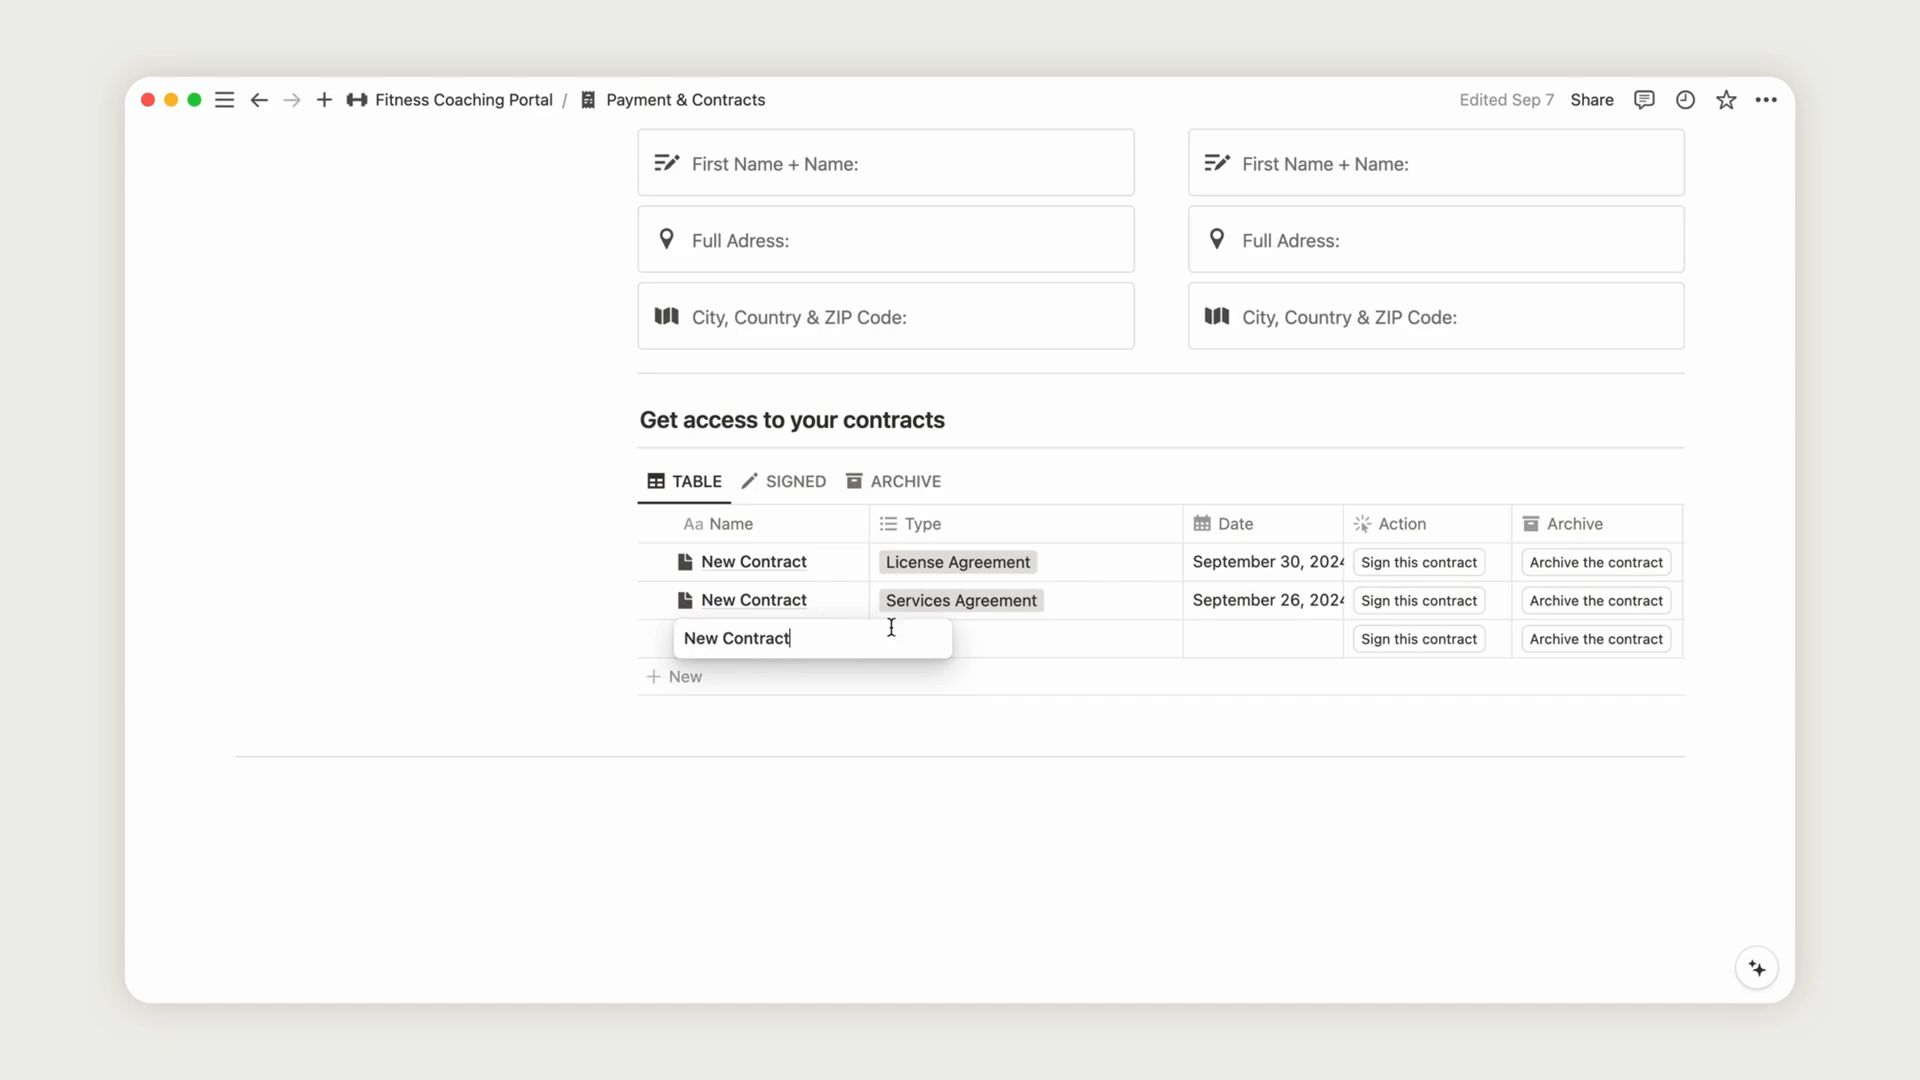 Fitness Coaching Portal / Payment & Contracts
Edited Sep 7 Share
First Name + Name: First Name + Name:
Full Adress: Full Adress:
City, Country & ZIP Code: City, Country & ZIP Code:
Get access to your contracts
TABLE SIGNED ARCHIVE
Aa Name Type Date Action Archive
New Contract License Agreement September 30, 2024 Sign this contract Archive the contract
New Contract Services Agreement September 26, 2024 Sign this contract Archive the contract
New Contract Sign this contract Archive the contract
+ New